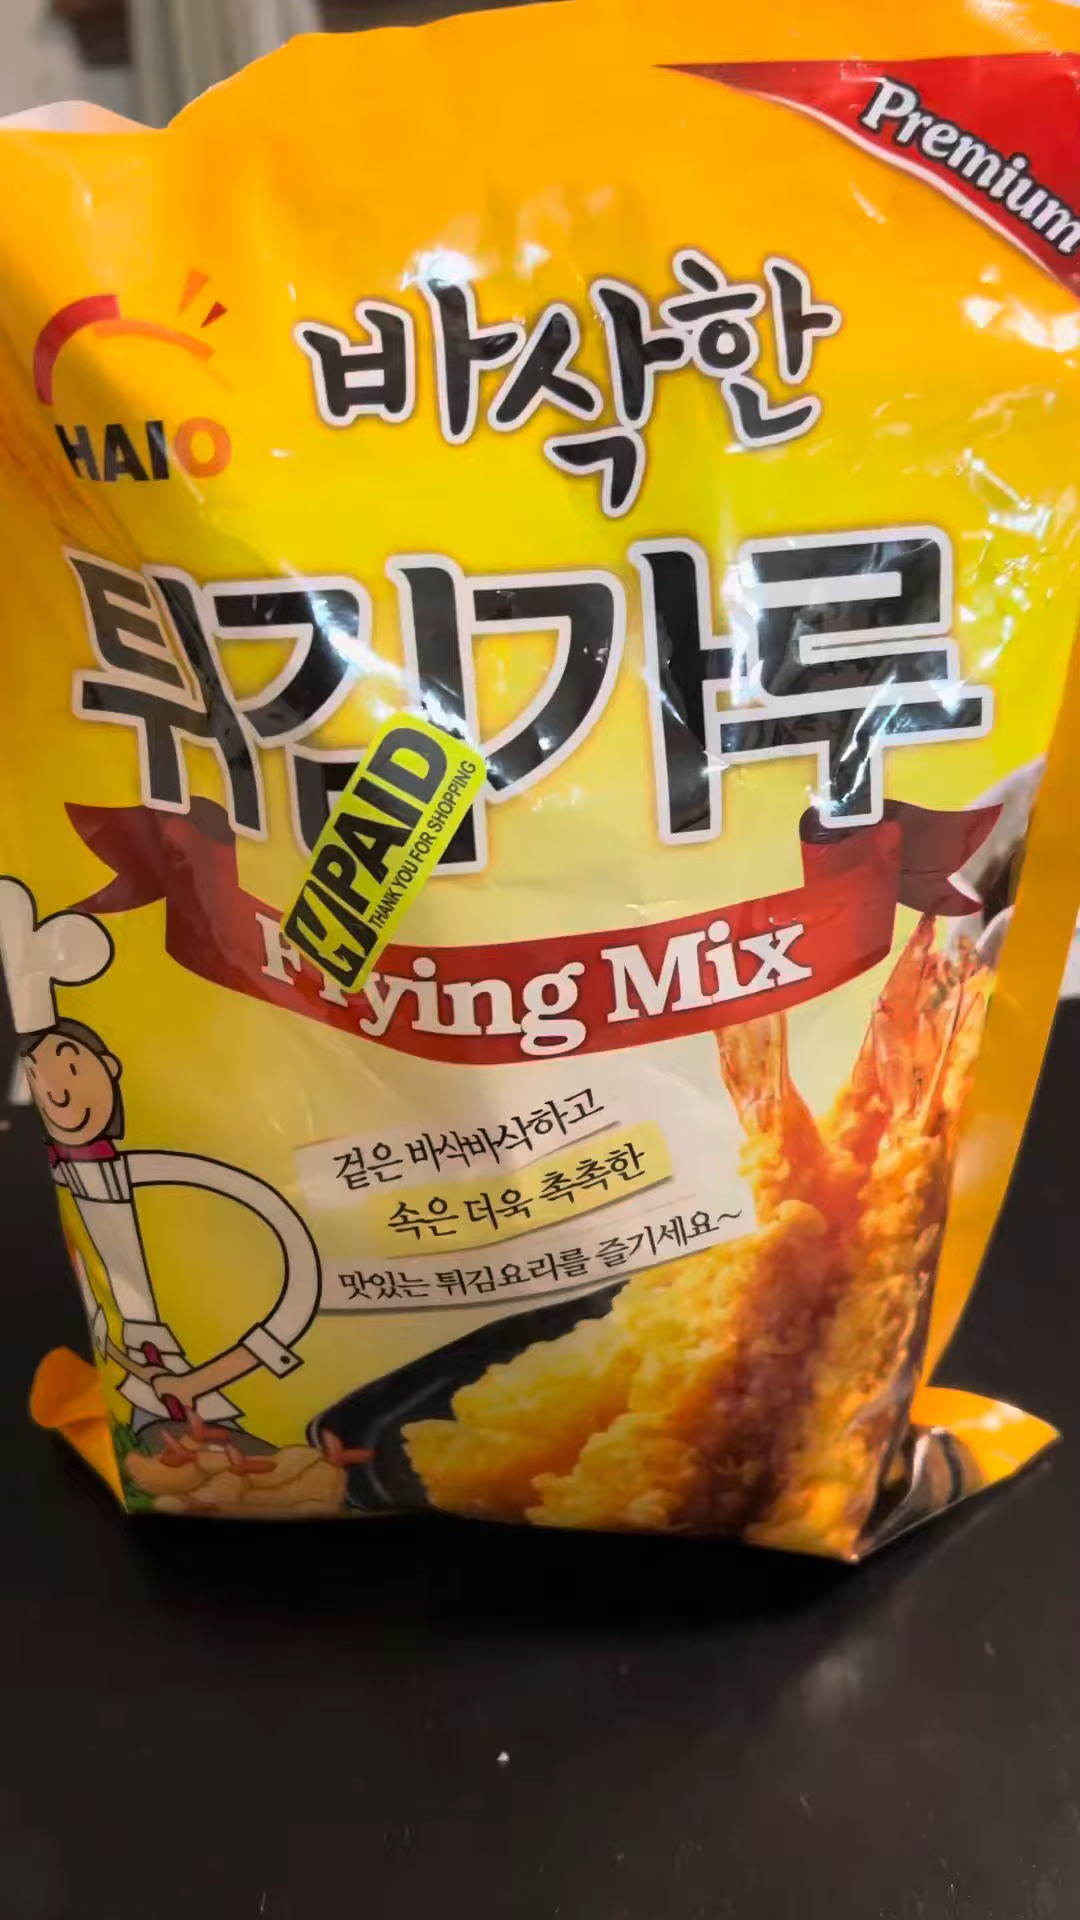 Premium
HAIO
바삭한
튀김가루
H PAID
THANK YOU FOR SHOPPING
Frying Mix
겉은 바삭바삭하고
속은 더욱 촉촉한
맛있는 튀김요리를 즐기세요~